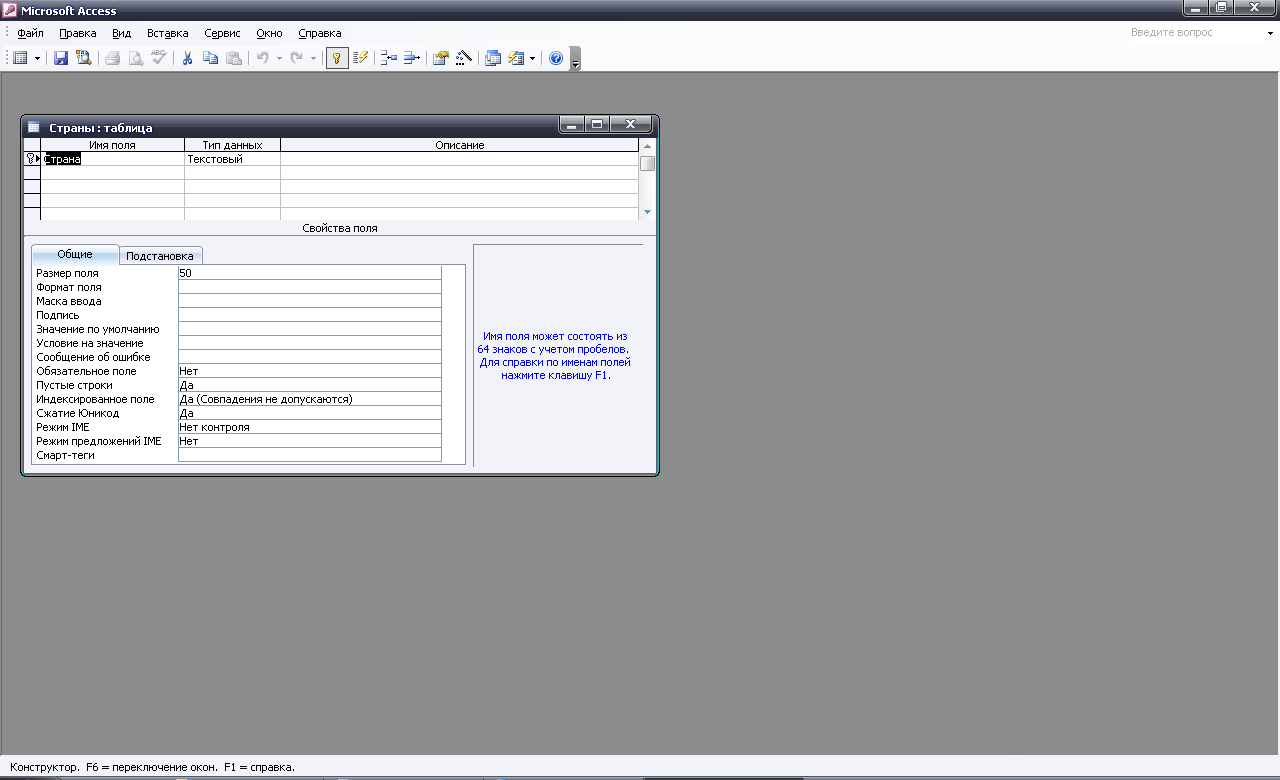 Microsoft Access
Файл Правка Вид Вставка Сервис Окно Справка Введите вопрос
ABC
Страны : таблица
Имя поля Тип данных Описание
Страна Текстовый
Свойства поля
Общие Подстановка
Размер поля 50
Формат поля
Маска ввода
Подпись
Значение по умолчанию
Условие на значение
Сообщение об ошибке
Обязательное поле Нет
Пустые строки Да
Индексированное поле Да (Совпадения не допускаются)
Сжатие Юникод Да
Режим IME Нет контроля
Режим предложений IME Нет
Смарт-теги
Имя поля может состоять из
64 знаков с учетом пробелов.
Для справки по именам полей
нажмите клавишу F1.
Конструктор. F6 = переключение окон. F1 = справка.